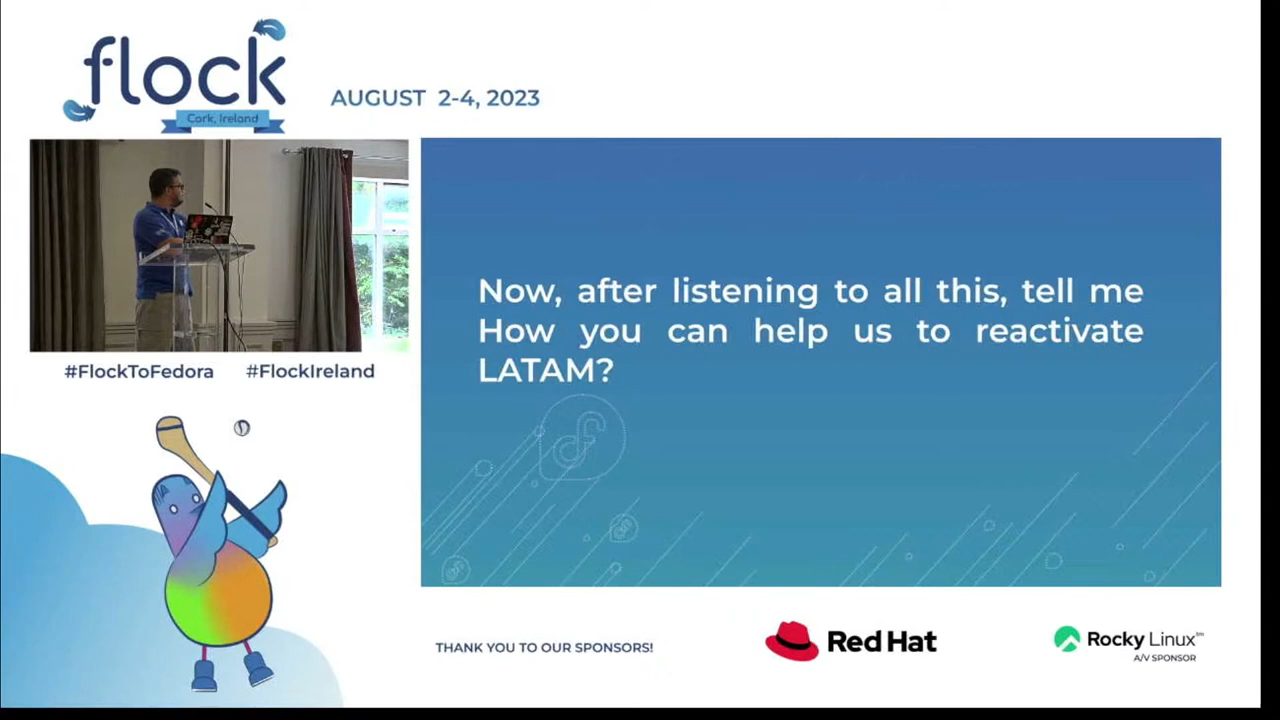 flock
Cork, Ireland
AUGUST 2-4, 2023
Now, after listening to all this, tell me
How you can help us to reactivate
LATAM?
#FlockToFedora #FlockIreland
THANK YOU TO OUR SPONSORS!
Red Hat
Rocky Linux™
A/V SPONSOR